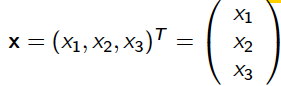 x = (x₁, x₂, x₃)ᵀ = ( x₁
x₂
x₃ )